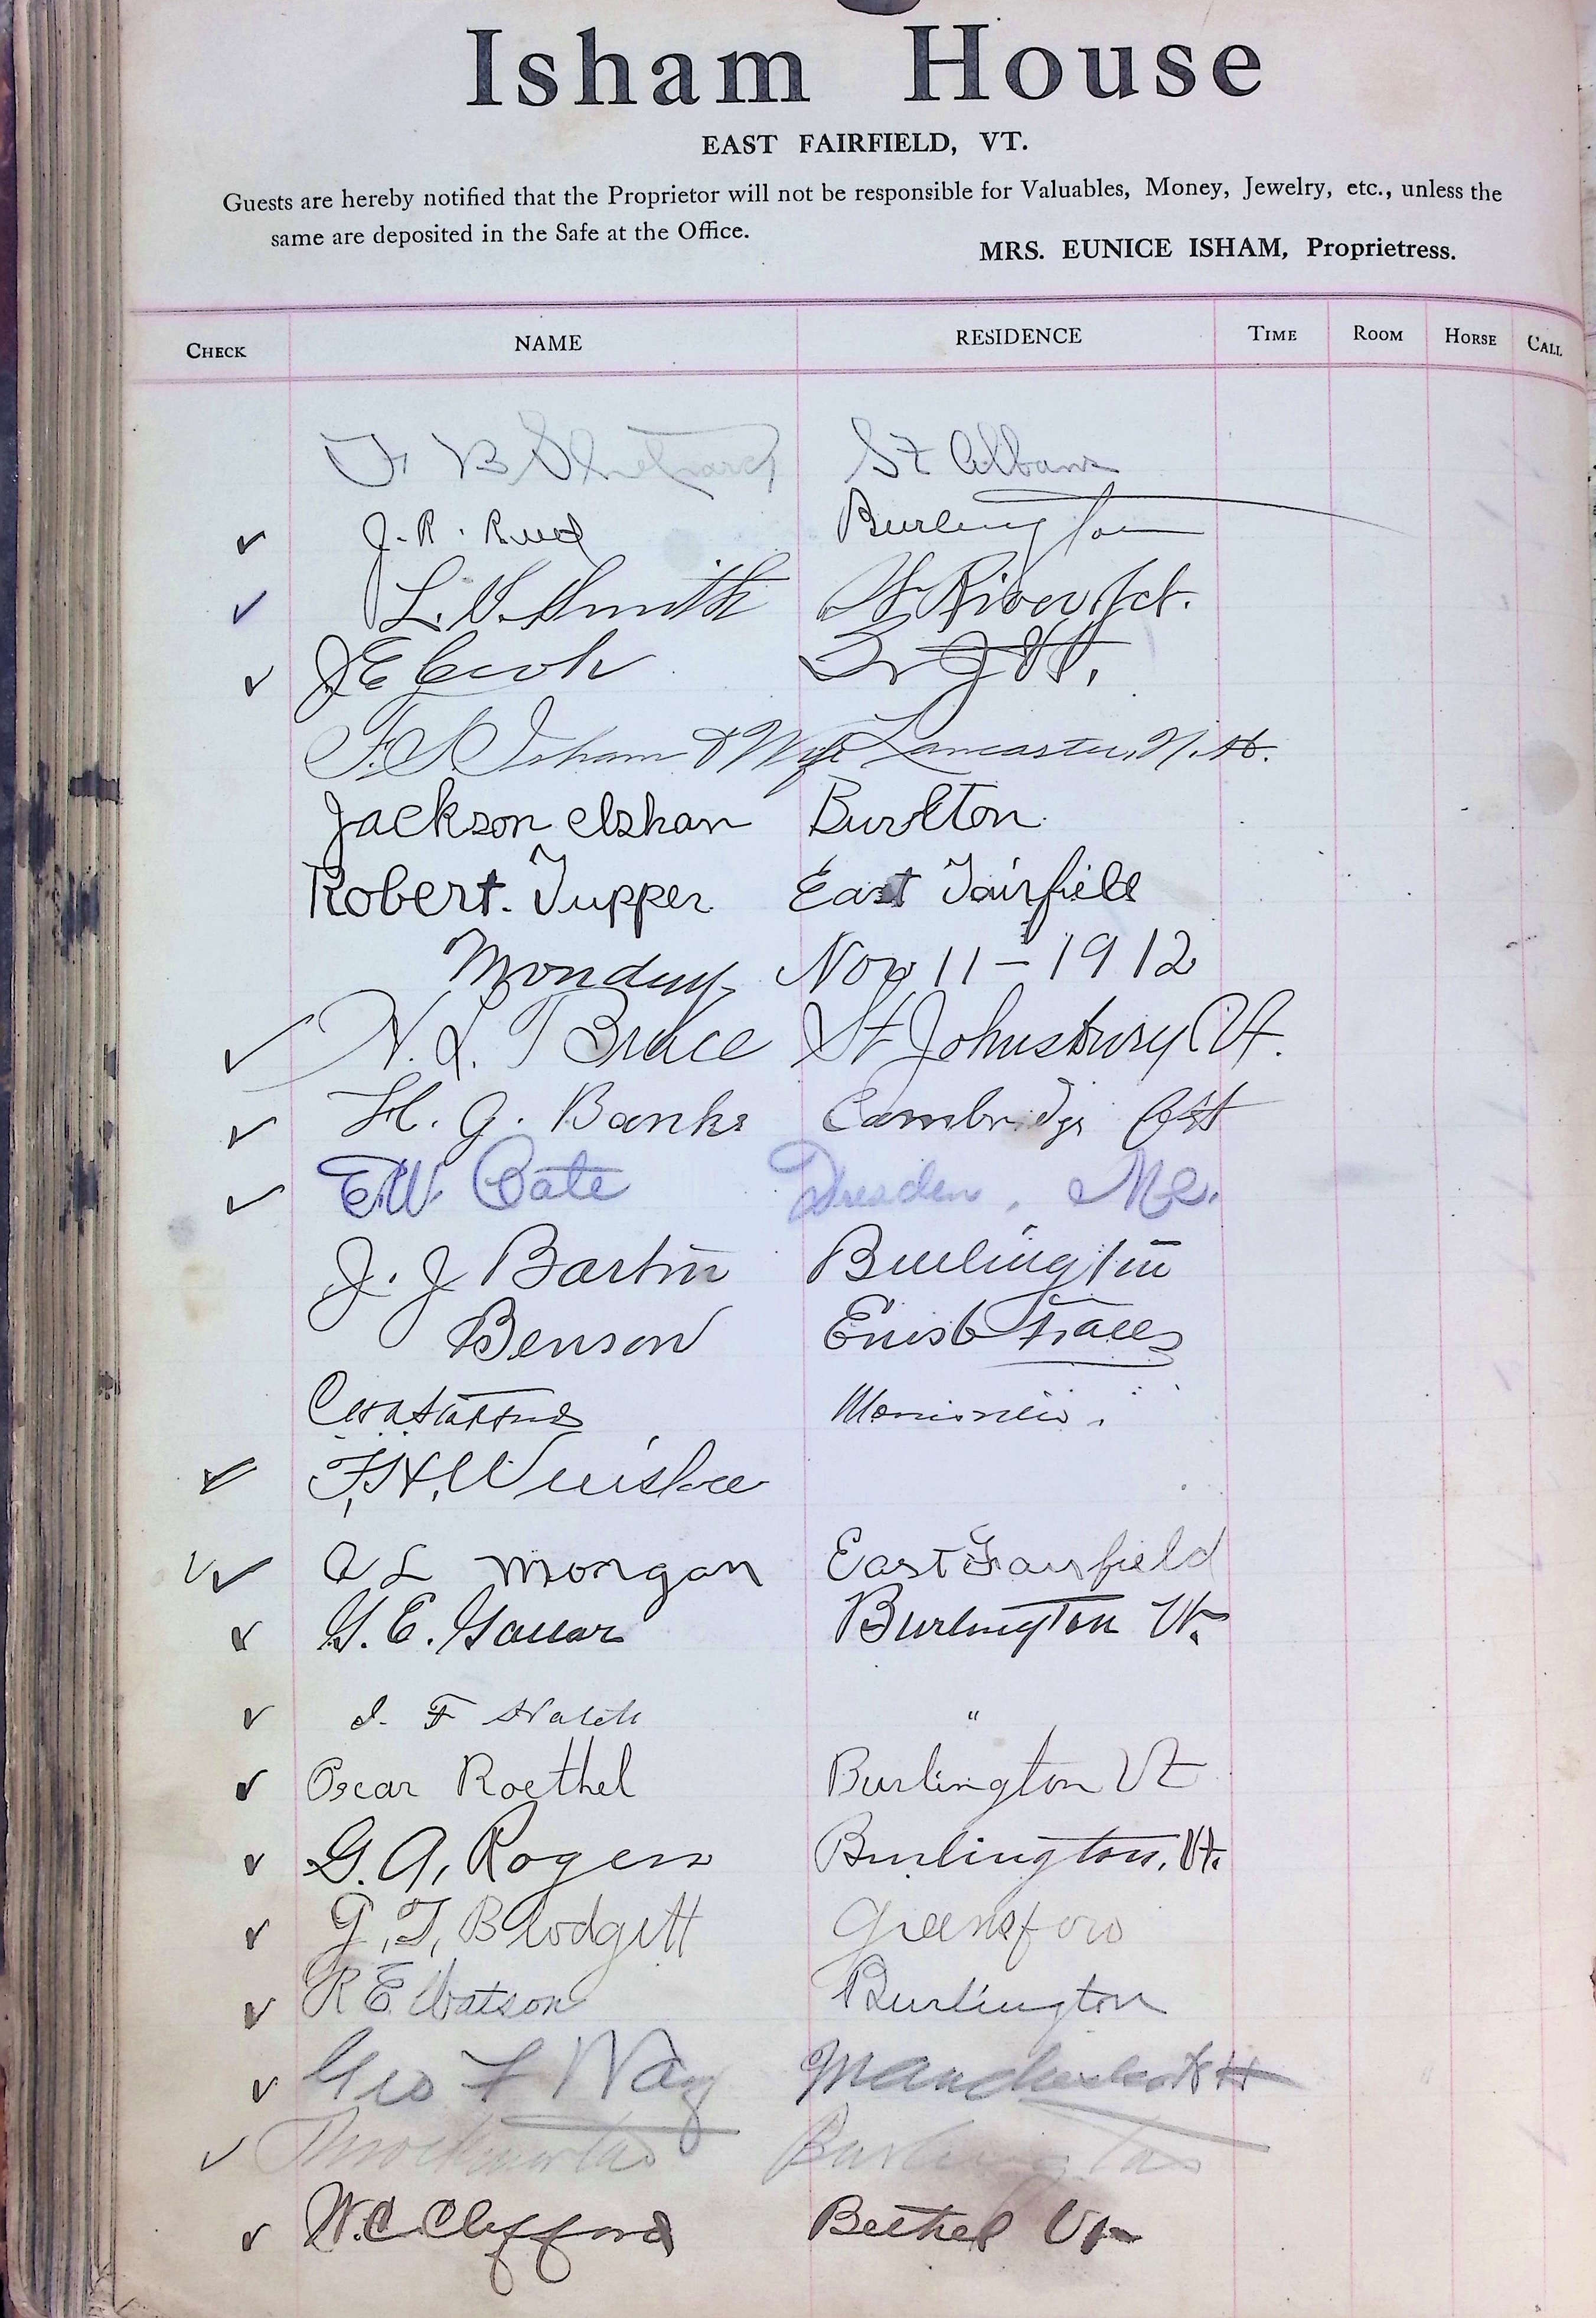 Isham House
EAST FAIRFIELD, VT.
Guests are hereby notified that the Proprietor will not be responsible for Valuables, Money, Jewelry, etc., unless the
same are deposited in the Safe at the Office.
MRS. EUNICE ISHAM, Proprietress.
CHECK NAME RESIDENCE TIME ROOM HORSE CALL
F B St Albans
J. R. Burlington
L. S. Smith W River Jct.
J E Cook
F. S. Isham & Wife Lancaster, N.H.
Jackson Burlton
Robert. Tupper East Fairfield
Monday Nov 11-1912
N. L. Bruce St Johnsbury Vt.
H. G. Banks Cambridge
E.W. Cate Dresden, Me.
J. J Bartin Burlington
Benson Falls
F. H.
A L Morgan East Fairfield
G. E. Burlington Vt.
F "
Oscar Roethel Burlington Vt
G. A. Rogers Burlington, Vt.
G. T. Blodgett
R E Watson Burlington
Geo F Way Manchester N H
Burlington
W. C Clifford Bethel Vt